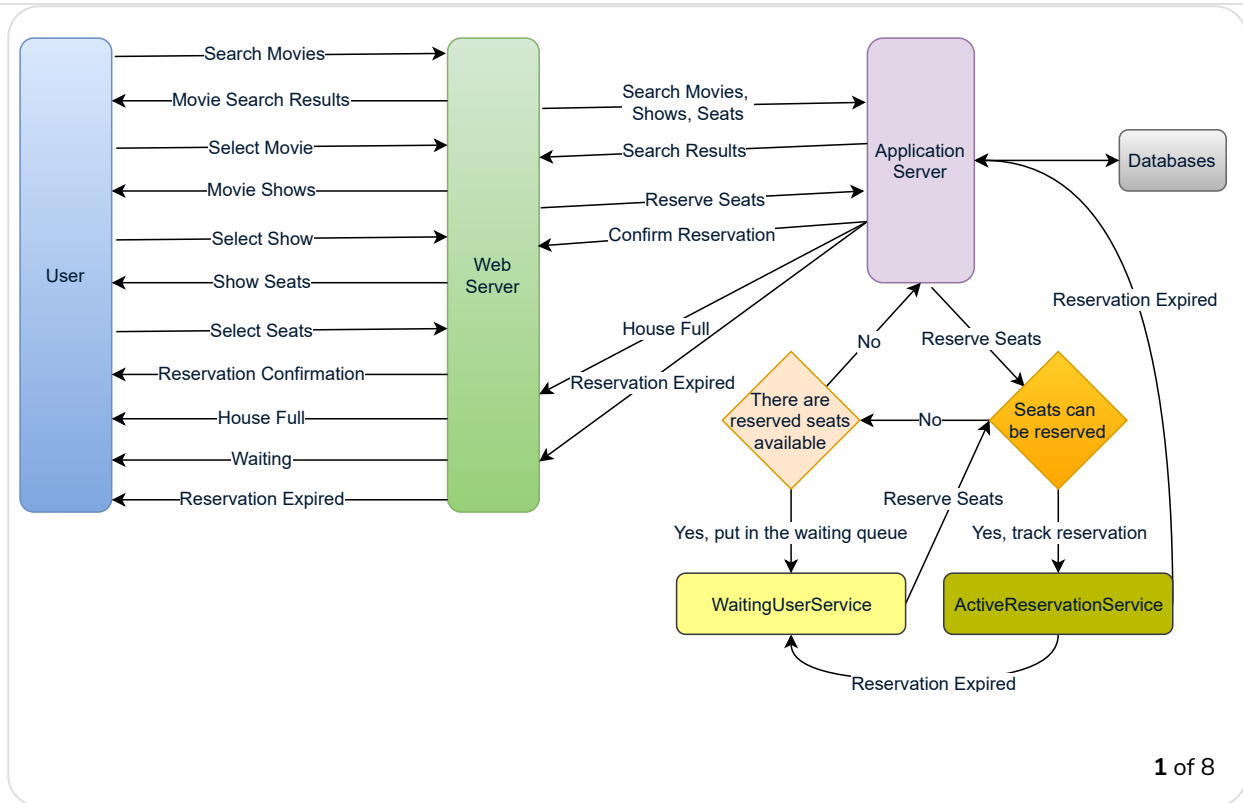 Search Movies
Movie Search Results
Select Movie
Movie Shows
Select Show
Show Seats
Select Seats
Reservation Confirmation
House Full
Waiting
Reservation Expired
User
Web
Server
Search Movies,
Shows, Seats
Search Results
Reserve Seats
Confirm Reservation
House Full
Reservation Expired
Application
Server
Databases
Reservation Expired
No
Reserve Seats
There are
reserved seats
available
No
Seats can
be reserved
Reserve Seats
Yes, put in the waiting queue
Yes, track reservation
WaitingUserService
ActiveReservationService
Reservation Expired
1 of 8